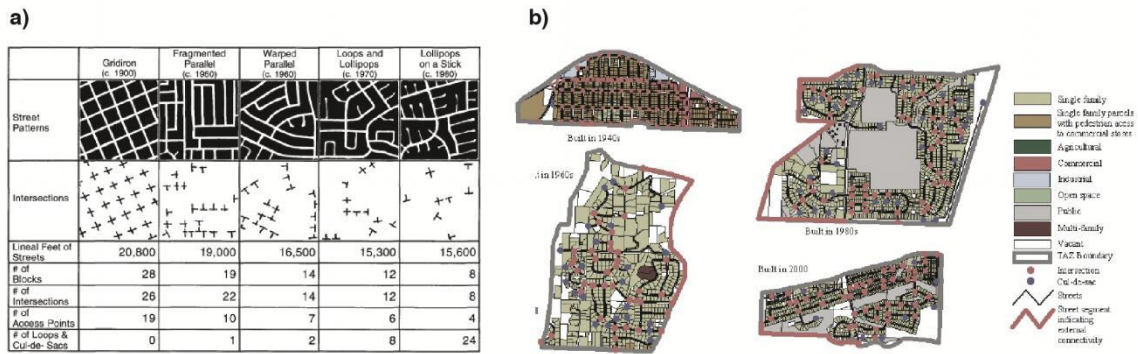 a)
Gridiron
(c. 1900)
Fragmented
Parallel
(c. 1960)
Warped
Parallel
(c. 1960)
Loops and
Lollipops
(c. 1970)
Lollipops
on a Stick
(c. 1980)
Street
Patterns
Intersections
Lineal Feet of
Streets
20,800
19,000
16,500
15,300
15,600
# of
Blocks
28
19
14
12
8
# of
Intersections
26
22
14
12
8
# of
Access Points
19
10
7
6
4
# of Loops &
Cul-de- Sacs
0
1
2
8
24
b)
Built in 1940s
in 1960s
Built in 1980s
Built in 2000
Single family
Single family parcels
with pedestrian access
to commercial stores
Agricultural
Commercial
Industrial
Open space
Public
Multi-family
Vacant
TAZ Boundary
Intersection
Cul-de-sac
Streets
Street segment
indicating
external
connectivity